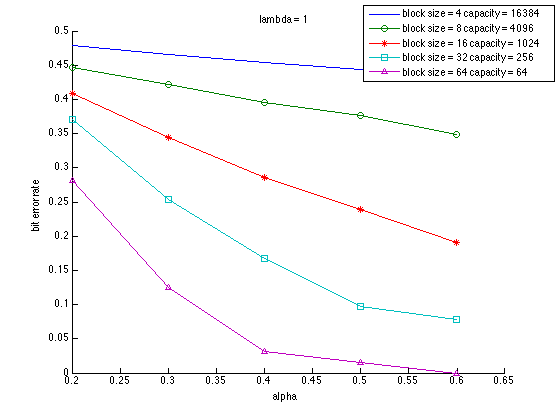 lambda = 1
block size = 4 capacity = 16384
block size = 8 capacity = 4096
block size = 16 capacity = 1024
block size = 32 capacity = 256
block size = 64 capacity = 64
bit error rate
0.5
0.45
0.4
0.35
0.3
0.25
0.2
0.15
0.1
0.05
0
0.2 0.25 0.3 0.35 0.4 0.45 0.5 0.55 0.6 0.65
alpha